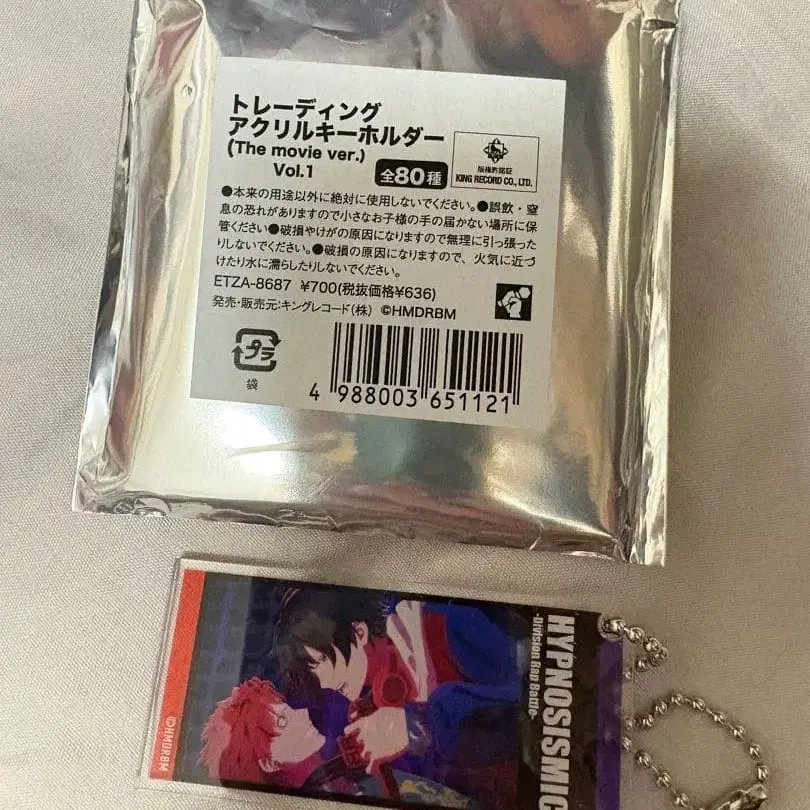 トレーディング
アクリルキーホルダー
(The movie ver.)
Vol.1
全80種
版権許諾証
KING RECORD CO., LTD.
●本来の用途以外に絶対に使用しないでください。●誤飲・窒
息の恐れがありますので小さなお子様の手の届かない場所に保
管ください●破損やけがの原因になりますので無理に引っ張った
りしないでください。●破損の原因になりますので、火気に近づ
けたり水に濡らしたりしないでください。
ETZA-8687 ¥700(税抜価格¥636)
発売・販売元:キングレコード(株) ©HMDRBM
プラ
袋
4 988003 651121
HYPNOSISMIC
-Division Rap Battle-
©HMDRBM